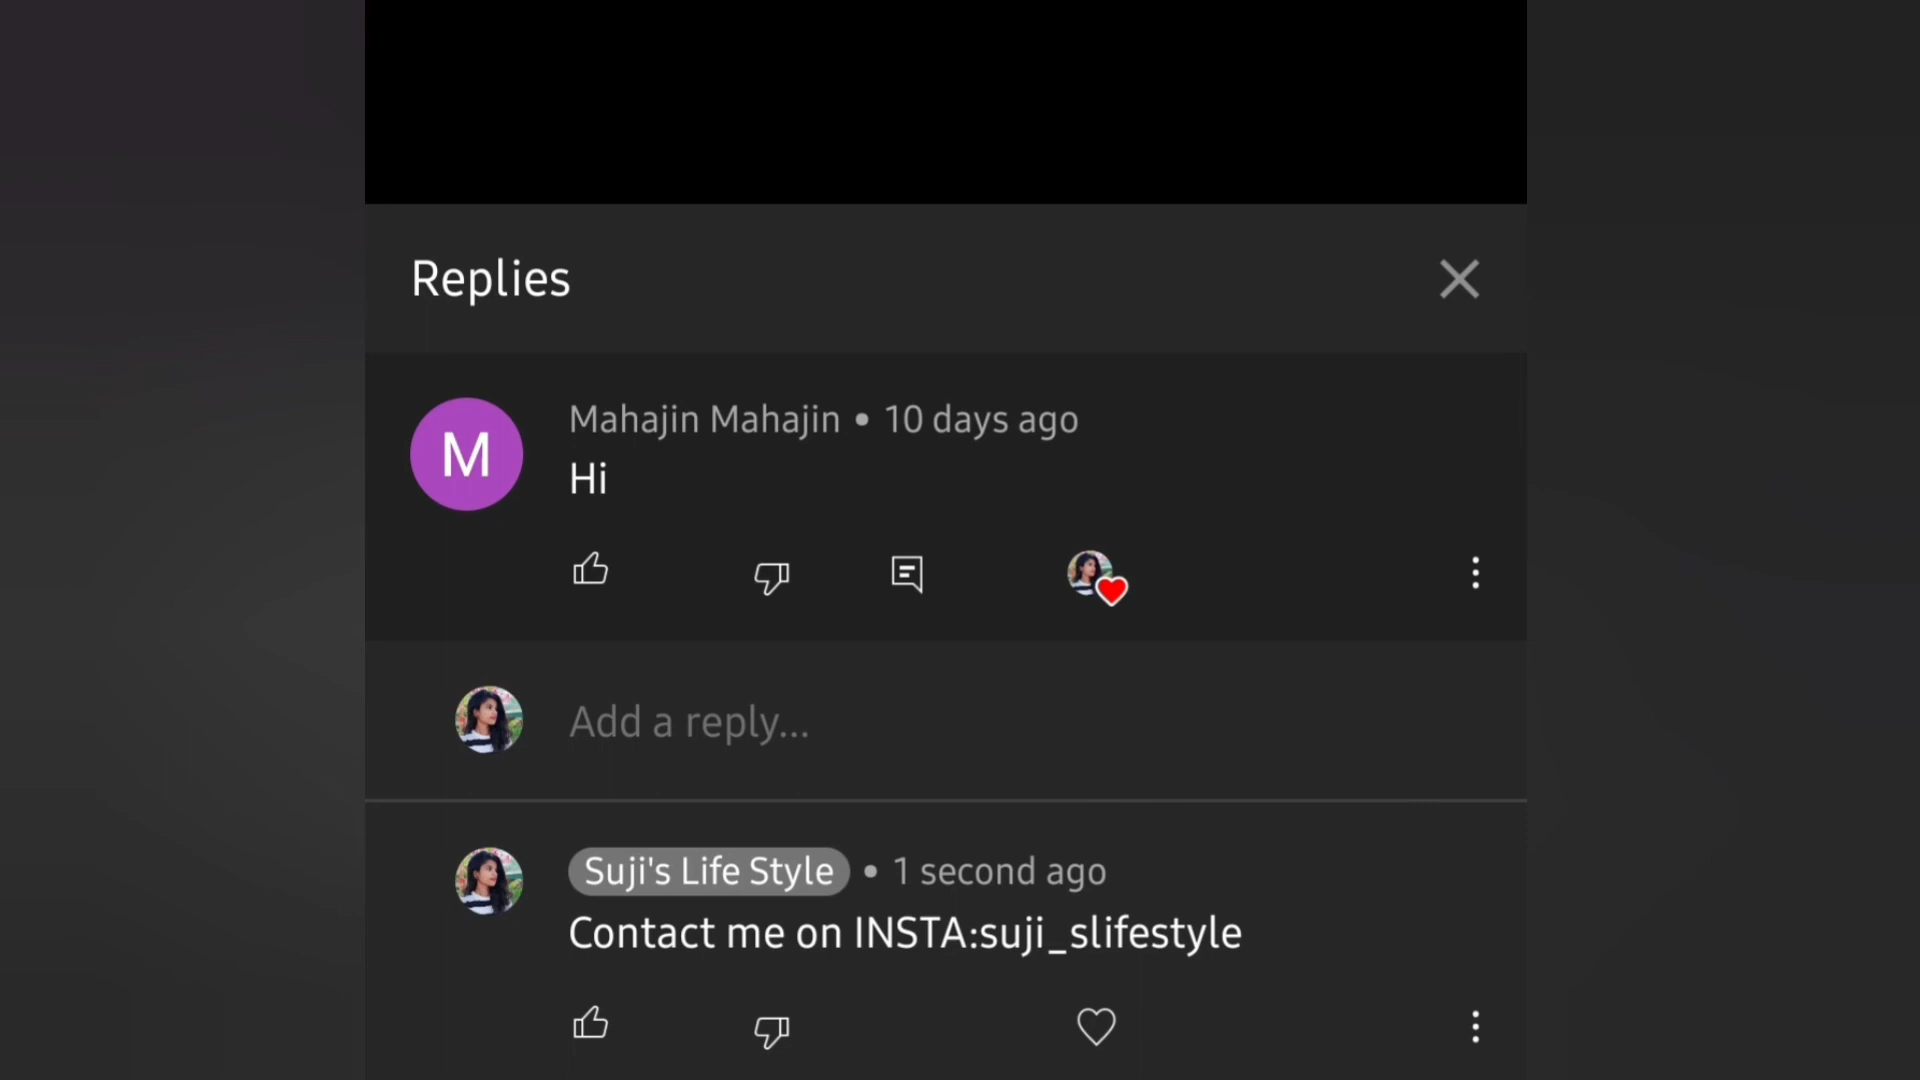 Replies
M
Mahajin Mahajin • 10 days ago
Hi
Add a reply...
Suji's Life Style • 1 second ago
Contact me on INSTA:suji_slifestyle